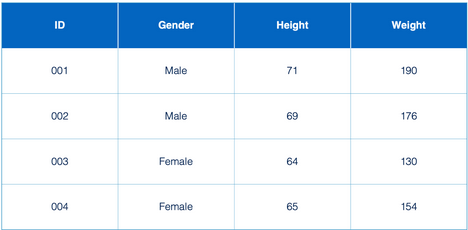 ID Gender Height Weight
001 Male 71 190
002 Male 69 176
003 Female 64 130
004 Female 65 154